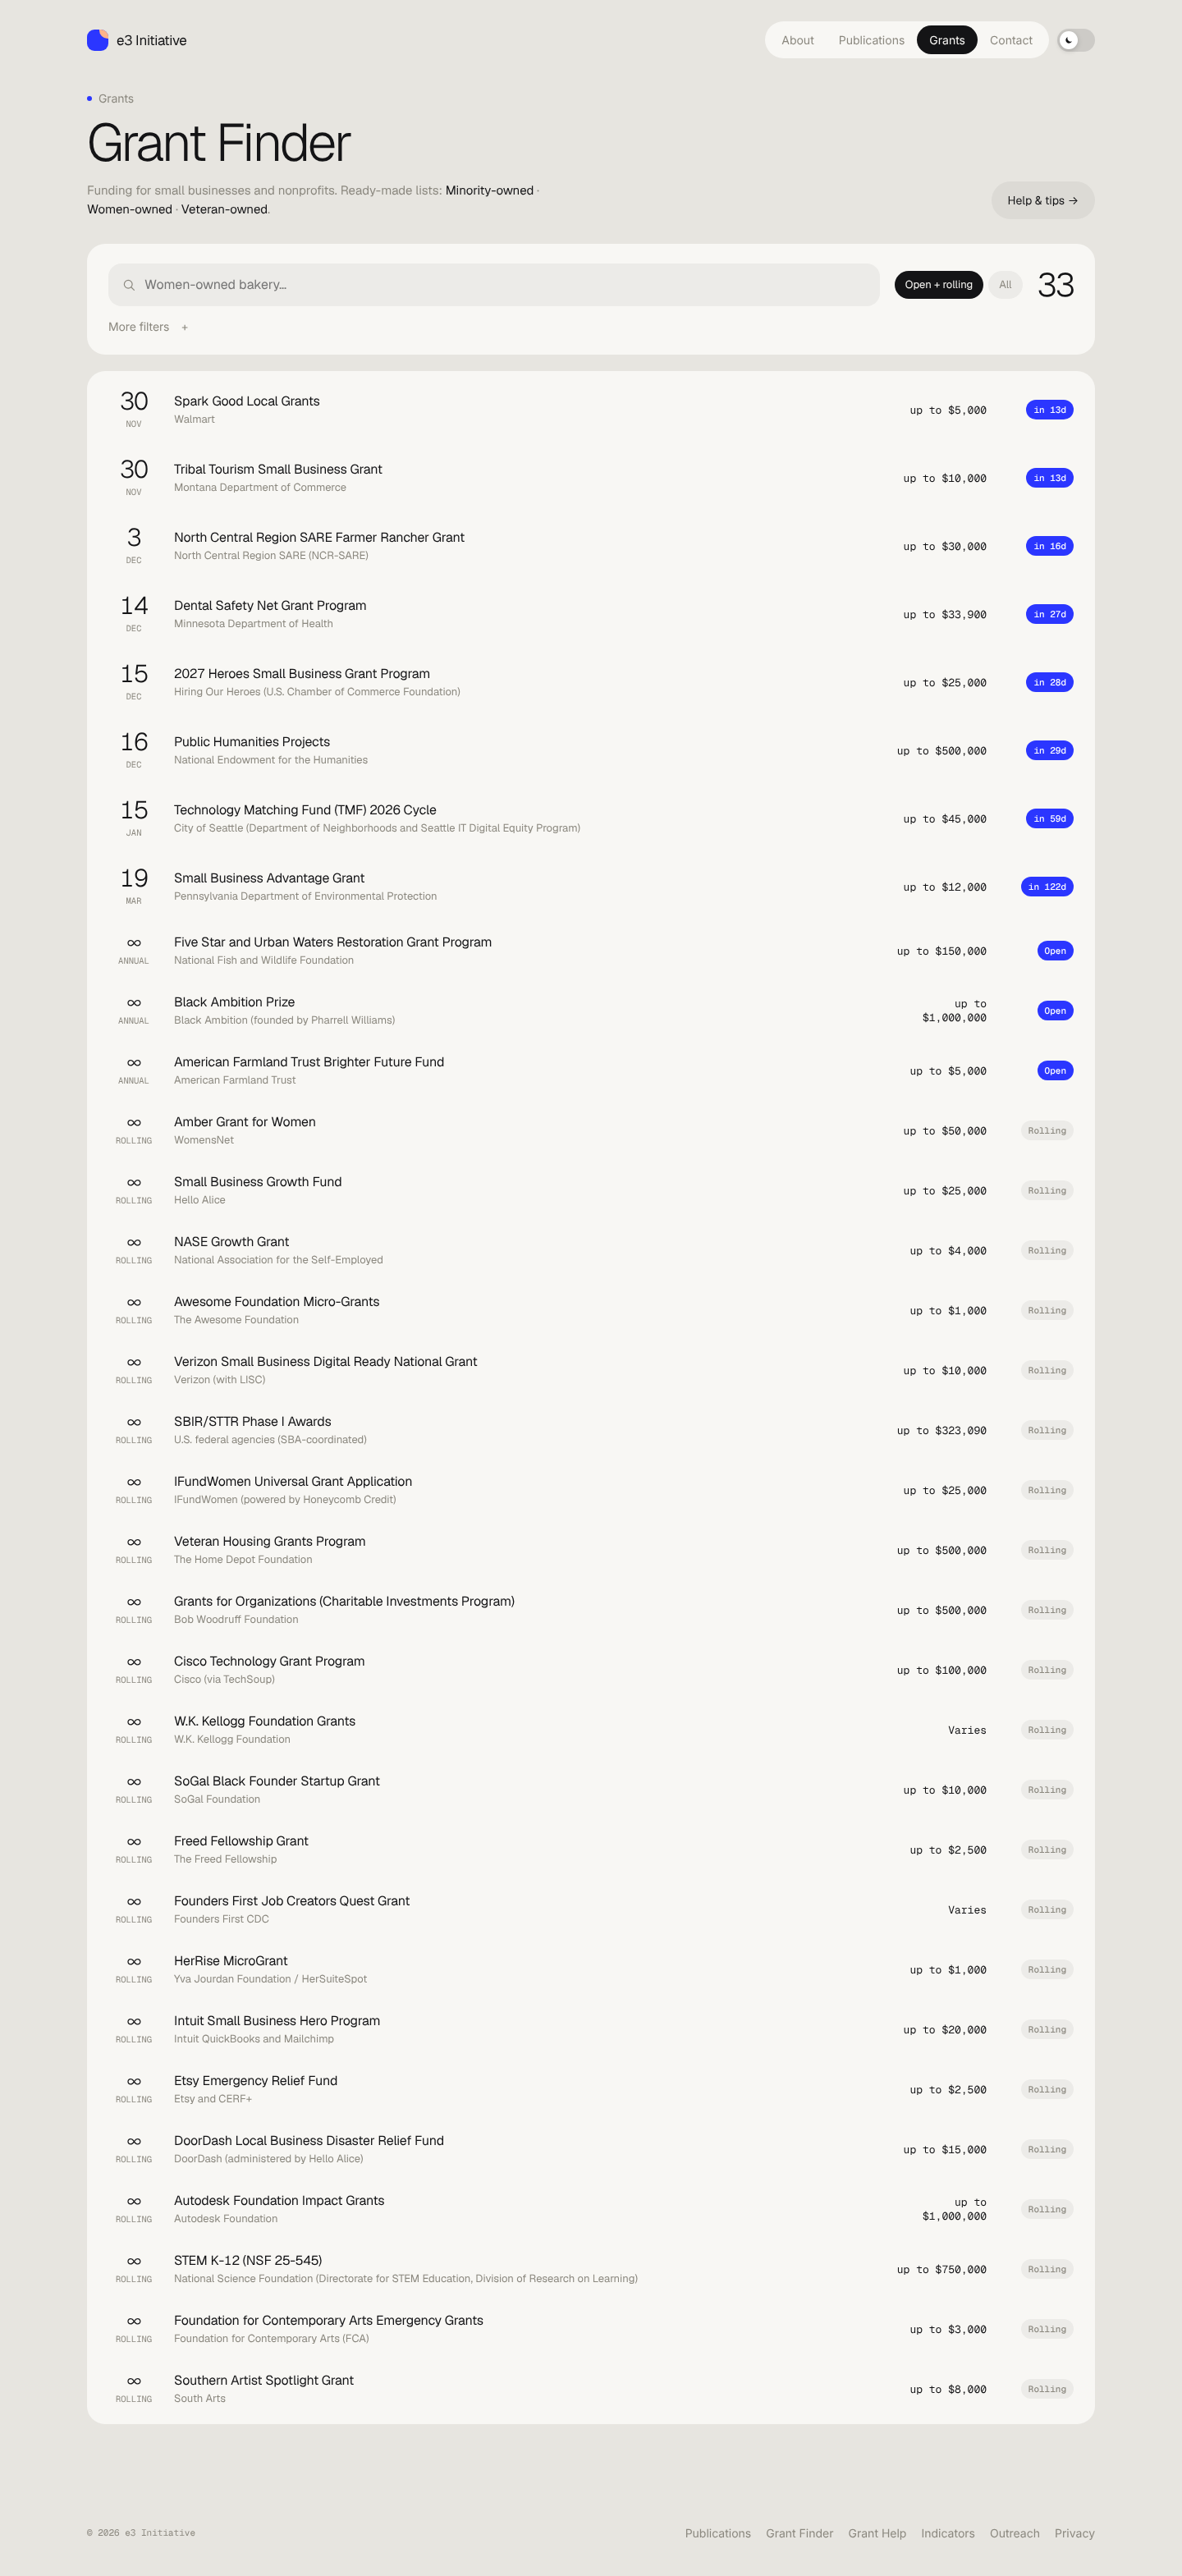 e3 Initiative
About Publications Grants Contact
Grants
Grant Finder
Funding for small businesses and nonprofits. Ready-made lists: Minority-owned ·
Women-owned · Veteran-owned.
Help & tips →
Women-owned bakery...
Open + rolling All 33
More filters +
30 NOV
Spark Good Local Grants
Walmart
up to $5,000
in 13d
30 NOV
Tribal Tourism Small Business Grant
Montana Department of Commerce
up to $10,000
in 13d
3 DEC
North Central Region SARE Farmer Rancher Grant
North Central Region SARE (NCR-SARE)
up to $30,000
in 16d
14 DEC
Dental Safety Net Grant Program
Minnesota Department of Health
up to $33,900
in 27d
15 DEC
2027 Heroes Small Business Grant Program
Hiring Our Heroes (U.S. Chamber of Commerce Foundation)
up to $25,000
in 28d
16 DEC
Public Humanities Projects
National Endowment for the Humanities
up to $500,000
in 29d
15 JAN
Technology Matching Fund (TMF) 2026 Cycle
City of Seattle (Department of Neighborhoods and Seattle IT Digital Equity Program)
up to $45,000
in 59d
19 MAR
Small Business Advantage Grant
Pennsylvania Department of Environmental Protection
up to $12,000
in 122d
∞ ANNUAL
Five Star and Urban Waters Restoration Grant Program
National Fish and Wildlife Foundation
up to $150,000
Open
∞ ANNUAL
Black Ambition Prize
Black Ambition (founded by Pharrell Williams)
up to
$1,000,000
Open
∞ ANNUAL
American Farmland Trust Brighter Future Fund
American Farmland Trust
up to $5,000
Open
∞ ROLLING
Amber Grant for Women
WomensNet
up to $50,000
Rolling
∞ ROLLING
Small Business Growth Fund
Hello Alice
up to $25,000
Rolling
∞ ROLLING
NASE Growth Grant
National Association for the Self-Employed
up to $4,000
Rolling
∞ ROLLING
Awesome Foundation Micro-Grants
The Awesome Foundation
up to $1,000
Rolling
∞ ROLLING
Verizon Small Business Digital Ready National Grant
Verizon (with LISC)
up to $10,000
Rolling
∞ ROLLING
SBIR/STTR Phase I Awards
U.S. federal agencies (SBA-coordinated)
up to $323,090
Rolling
∞ ROLLING
IFundWomen Universal Grant Application
IFundWomen (powered by Honeycomb Credit)
up to $25,000
Rolling
∞ ROLLING
Veteran Housing Grants Program
The Home Depot Foundation
up to $500,000
Rolling
∞ ROLLING
Grants for Organizations (Charitable Investments Program)
Bob Woodruff Foundation
up to $500,000
Rolling
∞ ROLLING
Cisco Technology Grant Program
Cisco (via TechSoup)
up to $100,000
Rolling
∞ ROLLING
W.K. Kellogg Foundation Grants
W.K. Kellogg Foundation
Varies
Rolling
∞ ROLLING
SoGal Black Founder Startup Grant
SoGal Foundation
up to $10,000
Rolling
∞ ROLLING
Freed Fellowship Grant
The Freed Fellowship
up to $2,500
Rolling
∞ ROLLING
Founders First Job Creators Quest Grant
Founders First CDC
Varies
Rolling
∞ ROLLING
HerRise MicroGrant
Yva Jourdan Foundation / HerSuiteSpot
up to $1,000
Rolling
∞ ROLLING
Intuit Small Business Hero Program
Intuit QuickBooks and Mailchimp
up to $20,000
Rolling
∞ ROLLING
Etsy Emergency Relief Fund
Etsy and CERF+
up to $2,500
Rolling
∞ ROLLING
DoorDash Local Business Disaster Relief Fund
DoorDash (administered by Hello Alice)
up to $15,000
Rolling
∞ ROLLING
Autodesk Foundation Impact Grants
Autodesk Foundation
up to
$1,000,000
Rolling
∞ ROLLING
STEM K-12 (NSF 25-545)
National Science Foundation (Directorate for STEM Education, Division of Research on Learning)
up to $750,000
Rolling
∞ ROLLING
Foundation for Contemporary Arts Emergency Grants
Foundation for Contemporary Arts (FCA)
up to $3,000
Rolling
∞ ROLLING
Southern Artist Spotlight Grant
South Arts
up to $8,000
Rolling
© 2026 e3 Initiative
Publications Grant Finder Grant Help Indicators Outreach Privacy